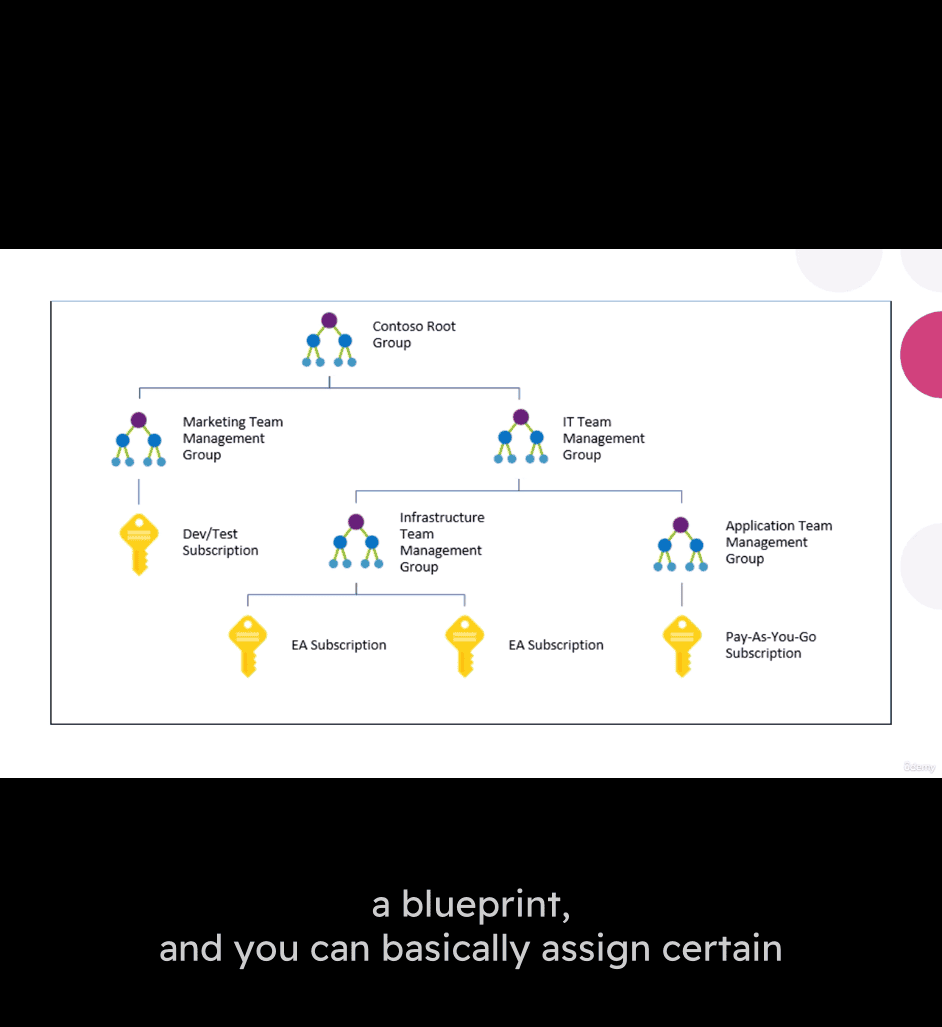 Contoso Root
Group
Marketing Team
Management
Group
IT Team
Management
Group
Dev/Test
Subscription
Infrastructure
Team
Management
Group
Application Team
Management
Group
EA Subscription
EA Subscription
Pay-As-You-Go
Subscription
Udemy
a blueprint,
and you can basically assign certain